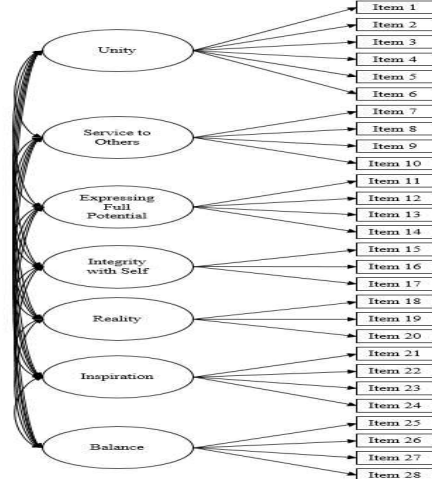 Item 1
Item 2
Item 3
Unity
Item 4
Item 5
Item 6
Item 7
Service to
Others
Item 8
Item 9
Item 10
Item 11
Expressing
Full
Potential
Item 12
Item 13
Item 14
Integrity
with Self
Item 15
Item 16
Item 17
Reality
Item 18
Item 19
Item 20
Inspiration
Item 21
Item 22
Item 23
Item 24
Balance
Item 25
Item 26
Item 27
Item 28